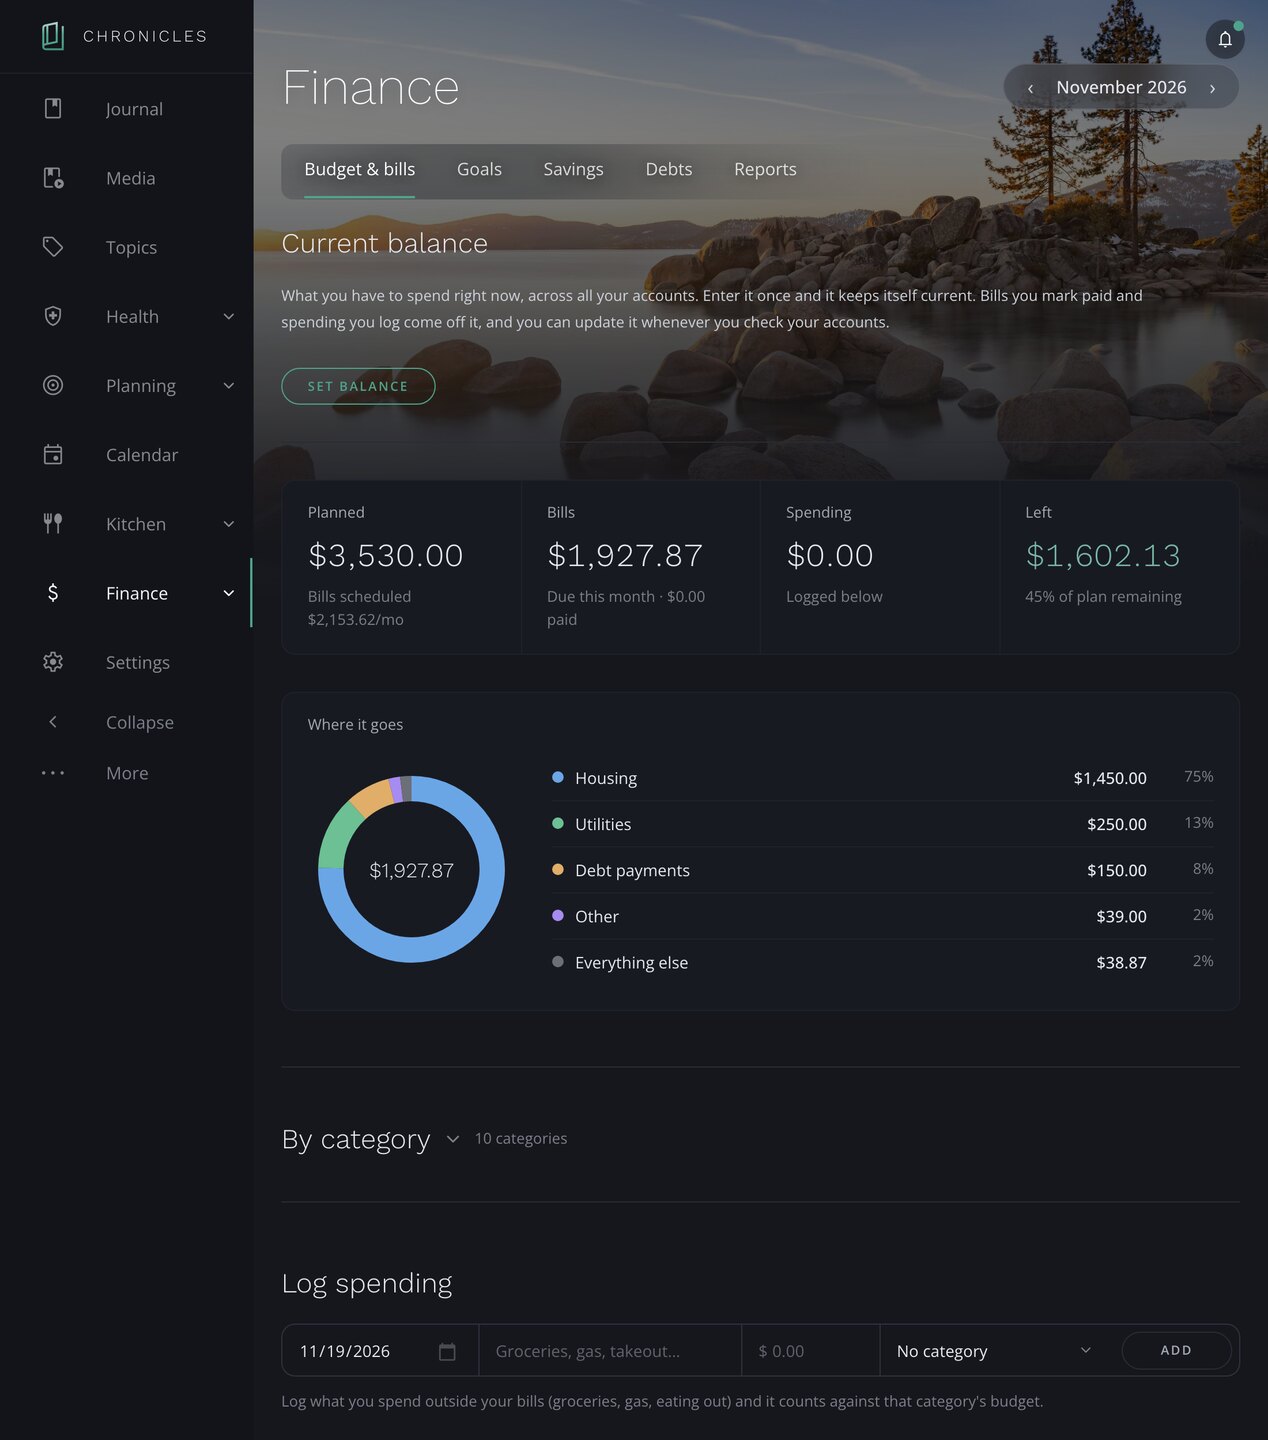 CHRONICLES
Journal
Media
Topics
Health
Planning
Calendar
Kitchen
Finance
Settings
Collapse
More
Finance
‹ November 2026 ›
Budget & bills Goals Savings Debts Reports
Current balance
What you have to spend right now, across all your accounts. Enter it once and it keeps itself current. Bills you mark paid and
spending you log come off it, and you can update it whenever you check your accounts.
SET BALANCE
Planned
$3,530.00
Bills scheduled
$2,153.62/mo
Bills
$1,927.87
Due this month · $0.00
paid
Spending
$0.00
Logged below
Left
$1,602.13
45% of plan remaining
Where it goes
$1,927.87
Housing $1,450.00 75%
Utilities $250.00 13%
Debt payments $150.00 8%
Other $39.00 2%
Everything else $38.87 2%
By category 10 categories
Log spending
11/19/2026 Groceries, gas, takeout... $ 0.00 No category ADD
Log what you spend outside your bills (groceries, gas, eating out) and it counts against that category's budget.